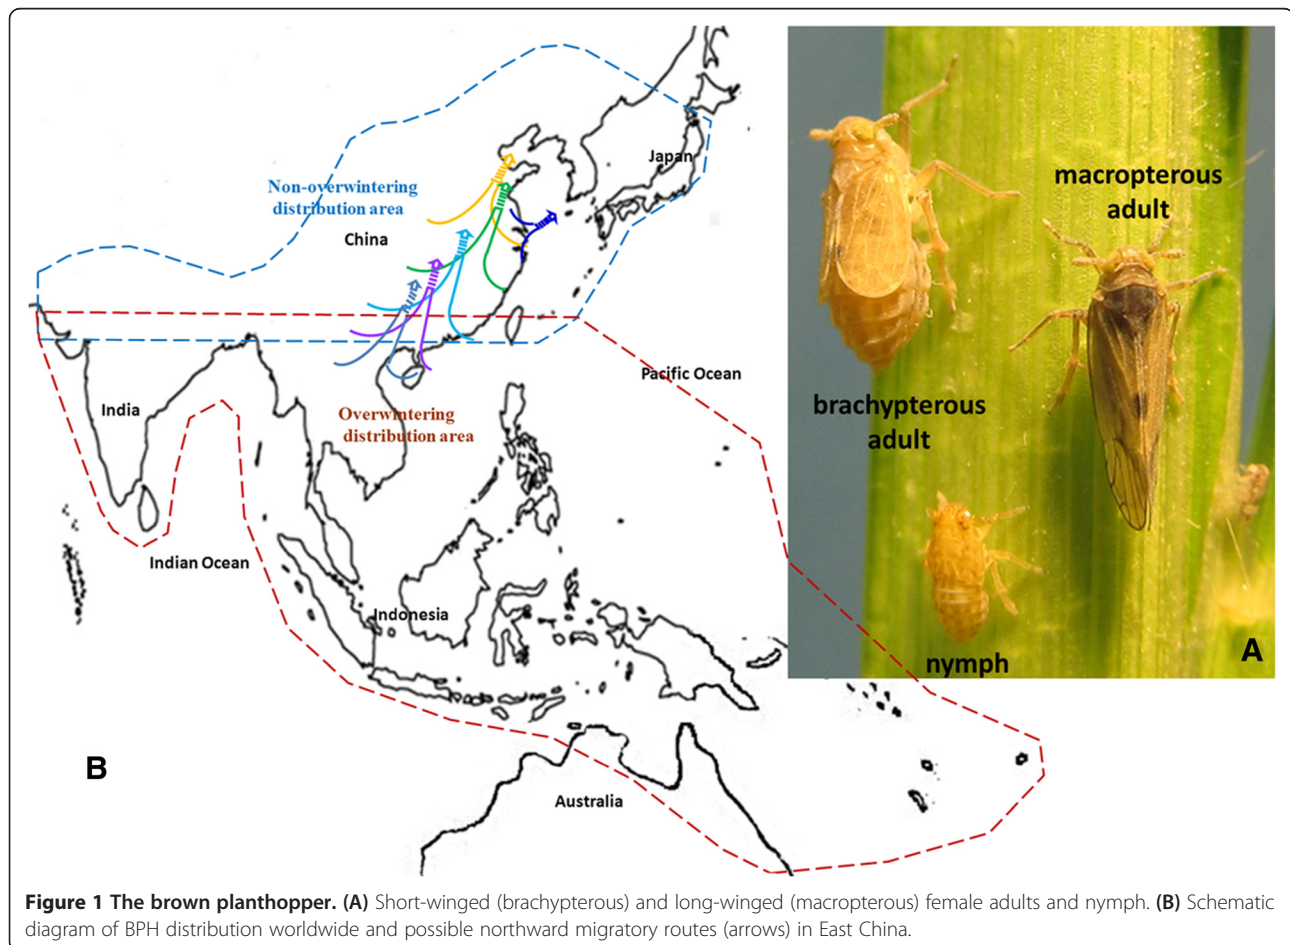 Non-overwintering
distribution area
China
Japan
India
Overwintering
distribution area
Pacific Ocean
Indian Ocean
Indonesia
Australia
B
macropterous
adult
brachypterous
adult
nymph
A
Figure 1 The brown planthopper. (A) Short-winged (brachypterous) and long-winged (macropterous) female adults and nymph. (B) Schematic
diagram of BPH distribution worldwide and possible northward migratory routes (arrows) in East China.